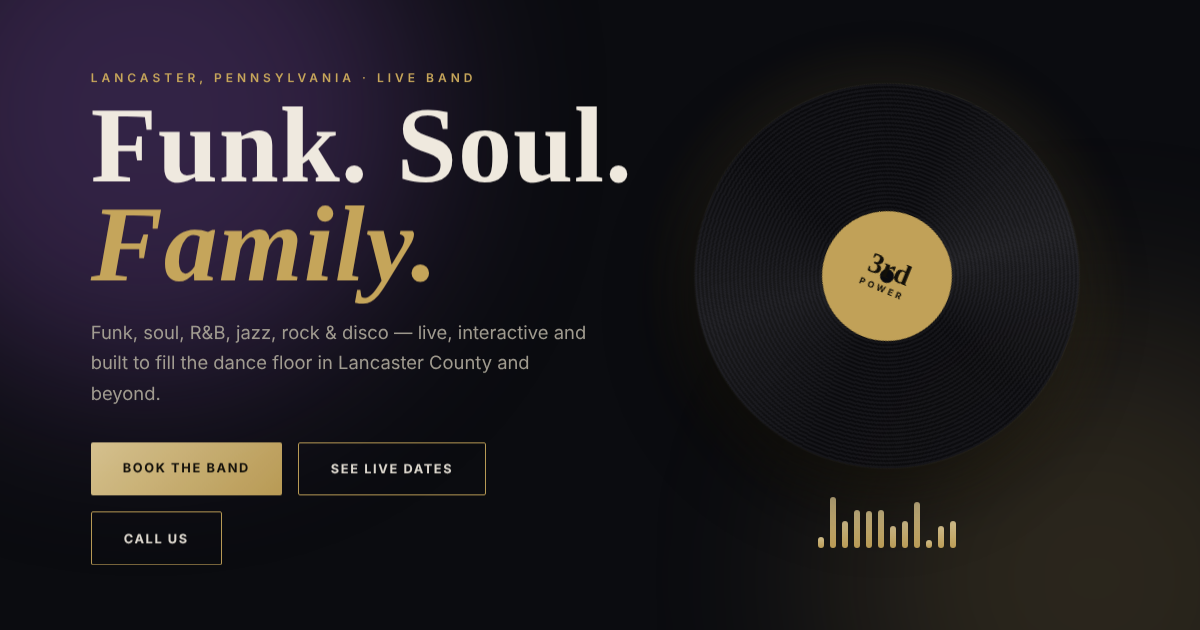 LANCASTER, PENNSYLVANIA · LIVE BAND
Funk. Soul.
Family.
Funk, soul, R&B, jazz, rock & disco — live, interactive and
built to fill the dance floor in Lancaster County and
beyond.
BOOK THE BAND
SEE LIVE DATES
CALL US
3rd
POWER